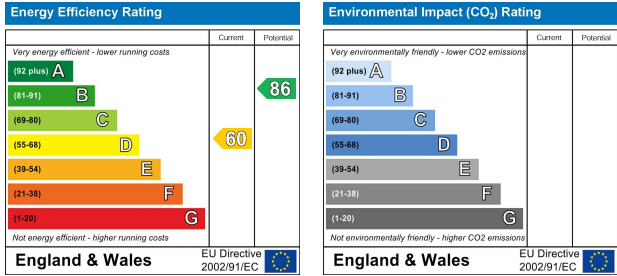 Energy Efficiency Rating
Current Potential
Very energy efficient - lower running costs
(92 plus) A
(81-91) B
(69-80) C
(55-68) D
(39-54) E
(21-38) F
(1-20) G
60
86
Not energy efficient - higher running costs
England & Wales
EU Directive
2002/91/EC
Environmental Impact (CO2) Rating
Current Potential
Very environmentally friendly - lower CO2 emissions
(92 plus) A
(81-91) B
(69-80) C
(55-68) D
(39-54) E
(21-38) F
(1-20) G
Not environmentally friendly - higher CO2 emissions
England & Wales
EU Directive
2002/91/EC